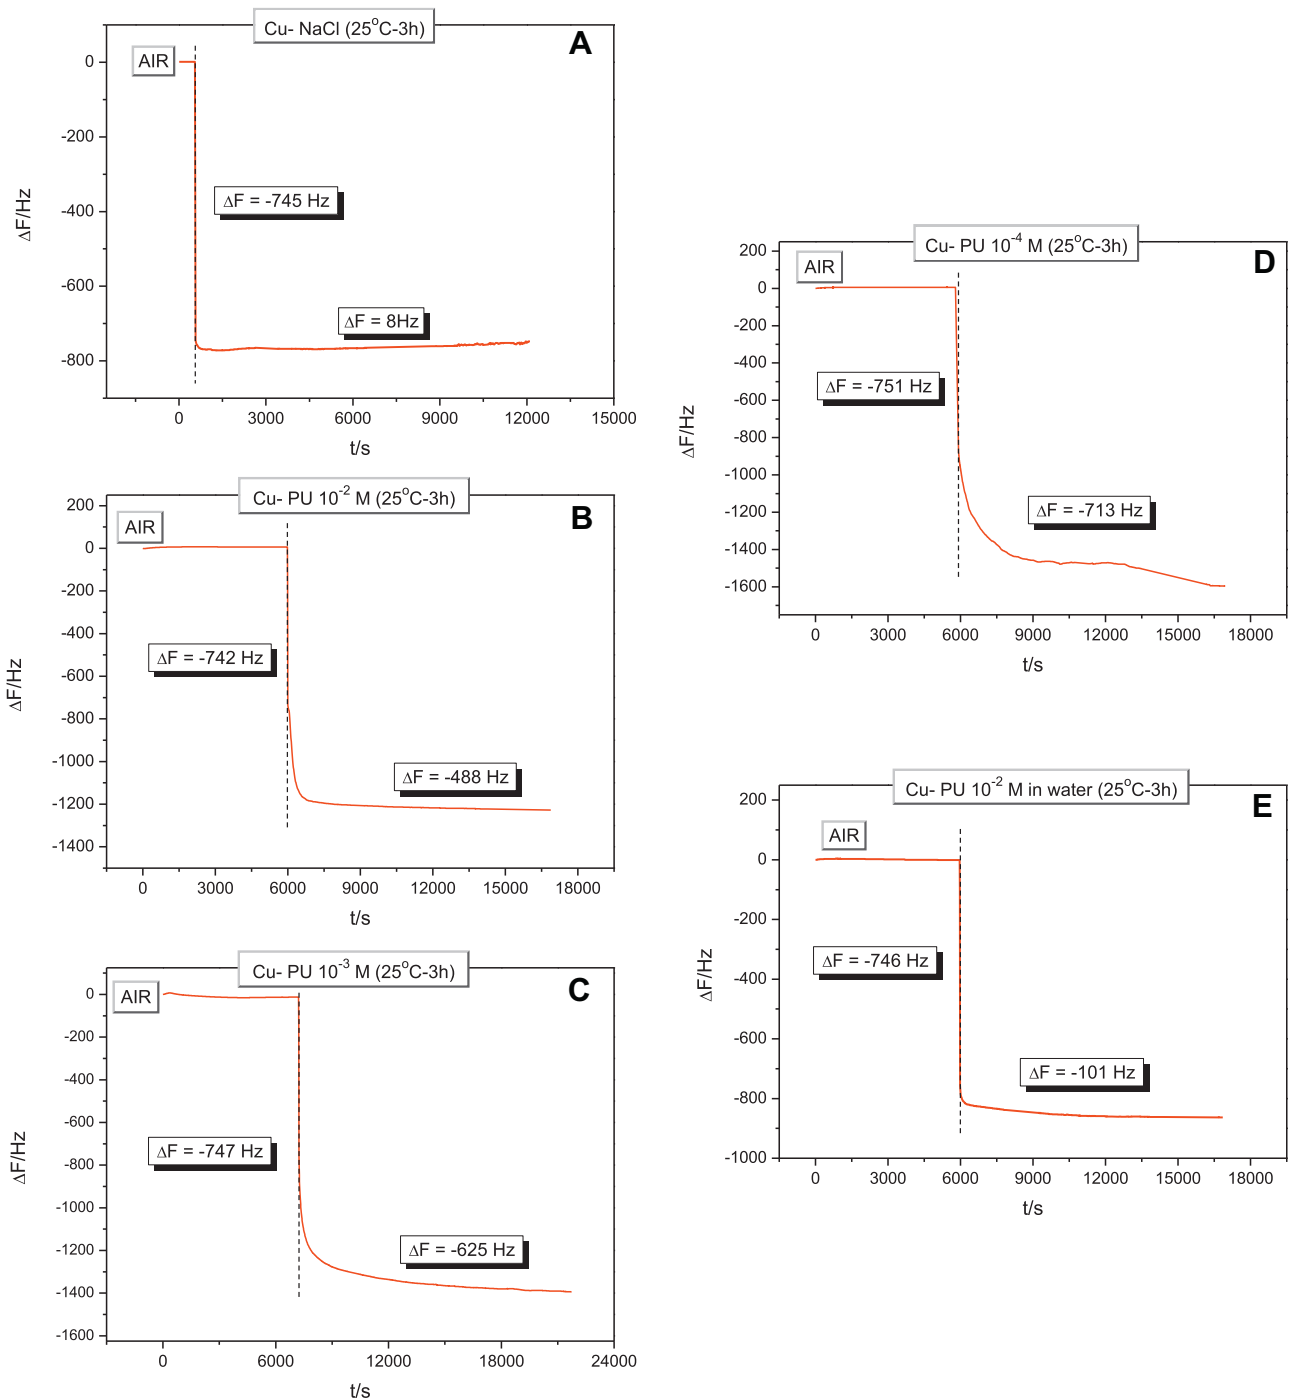 Cu- NaCl (25°C-3h)
A
AIR
0
-200
-400
-600
-800
ΔF/Hz
ΔF = -745 Hz
ΔF = 8Hz
0 3000 6000 9000 12000 15000
t/s
Cu- PU 10⁻² M (25°C-3h)
B
AIR
200
0
-200
-400
-600
-800
-1000
-1200
-1400
ΔF/Hz
ΔF = -742 Hz
ΔF = -488 Hz
0 3000 6000 9000 12000 15000 18000
t/s
Cu- PU 10⁻³ M (25°C-3h)
C
AIR
0
-200
-400
-600
-800
-1000
-1200
-1400
-1600
ΔF/Hz
ΔF = -747 Hz
ΔF = -625 Hz
0 6000 12000 18000 24000
t/s
Cu- PU 10⁻⁴ M (25°C-3h)
D
AIR
200
0
-200
-400
-600
-800
-1000
-1200
-1400
-1600
ΔF/Hz
ΔF = -751 Hz
ΔF = -713 Hz
0 3000 6000 9000 12000 15000 18000
t/s
Cu- PU 10⁻² M in water (25°C-3h)
E
AIR
200
0
-200
-400
-600
-800
-1000
ΔF/Hz
ΔF = -746 Hz
ΔF = -101 Hz
0 3000 6000 9000 12000 15000 18000
t/s